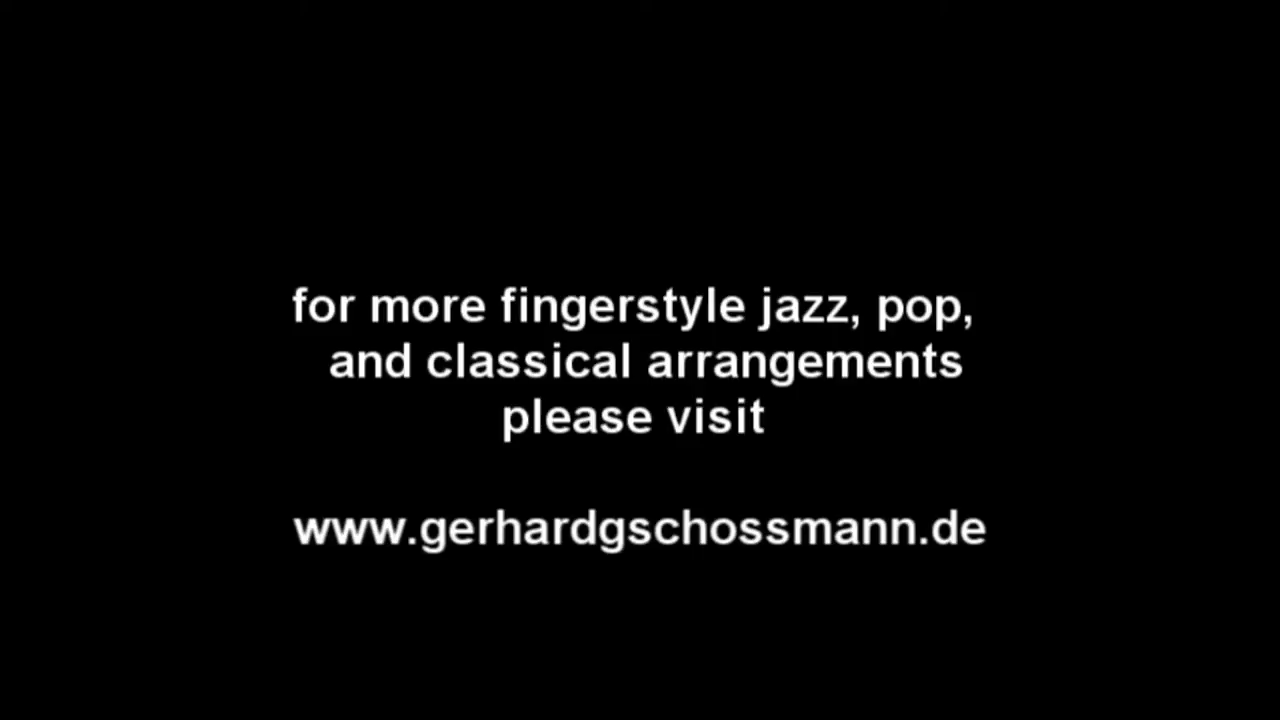 for more fingerstyle jazz, pop,
and classical arrangements
please visit
www.gerhardgschossmann.de